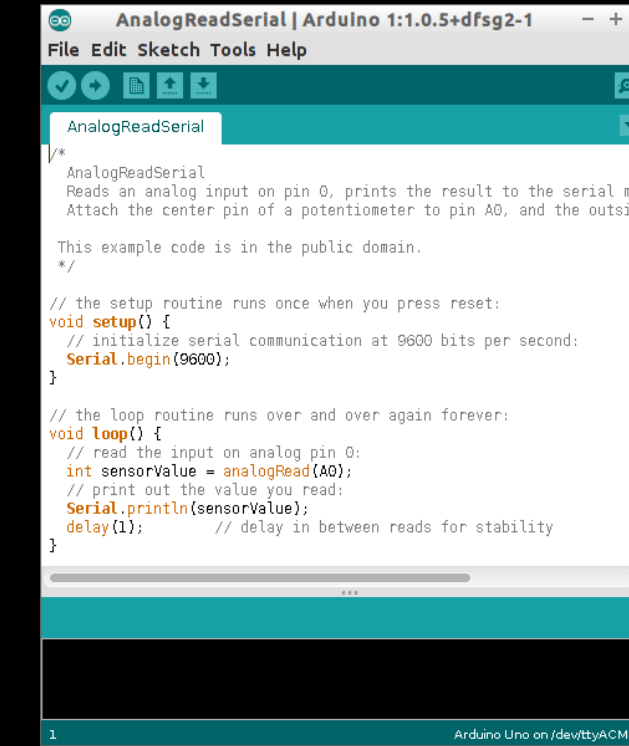 AnalogReadSerial | Arduino 1:1.0.5+dfsg2-1
File Edit Sketch Tools Help
AnalogReadSerial
/*
  AnalogReadSerial
  Reads an analog input on pin 0, prints the result to the serial
  Attach the center pin of a potentiometer to pin A0, and the

 This example code is in the public domain.
 */

// the setup routine runs once when you press reset:
void setup() {
  // initialize serial communication at 9600 bits per second:
  Serial.begin(9600);
}

// the loop routine runs over and over again forever:
void loop() {
  // read the input on analog pin 0:
  int sensorValue = analogRead(A0);
  // print out the value you read:
  Serial.println(sensorValue);
  delay(1);        // delay in between reads for stability
}
1
Arduino Uno on /dev/ttyACM